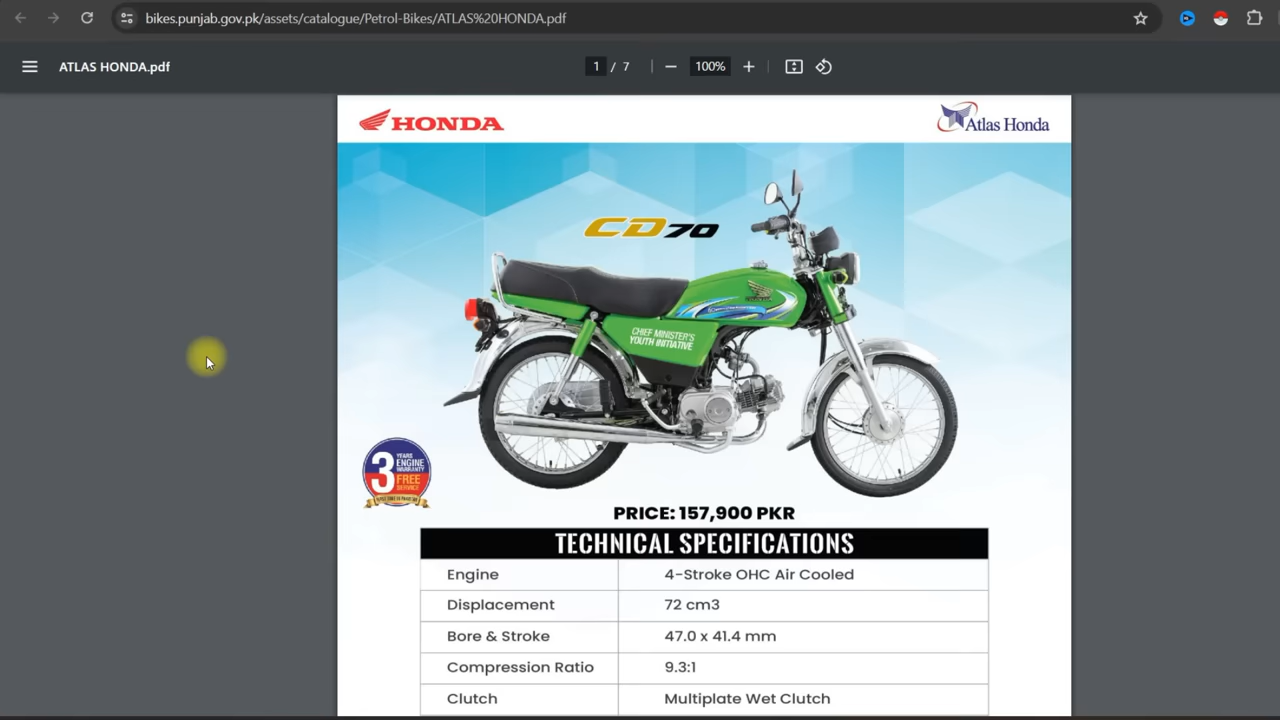 bikes.punjab.gov.pk/assets/catalogue/Petrol-Bikes/ATLAS%20HONDA.pdf
ATLAS HONDA.pdf
1 / 7
100%
HONDA
Atlas Honda
CD70
CHIEF MINISTER'S
YOUTH INITIATIVE
3 YEARS
ENGINE
WARRANTY
FREE
SERVICE
PRICE: 157,900 PKR
TECHNICAL SPECIFICATIONS
Engine 4-Stroke OHC Air Cooled
Displacement 72 cm3
Bore & Stroke 47.0 x 41.4 mm
Compression Ratio 9.3:1
Clutch Multiplate Wet Clutch